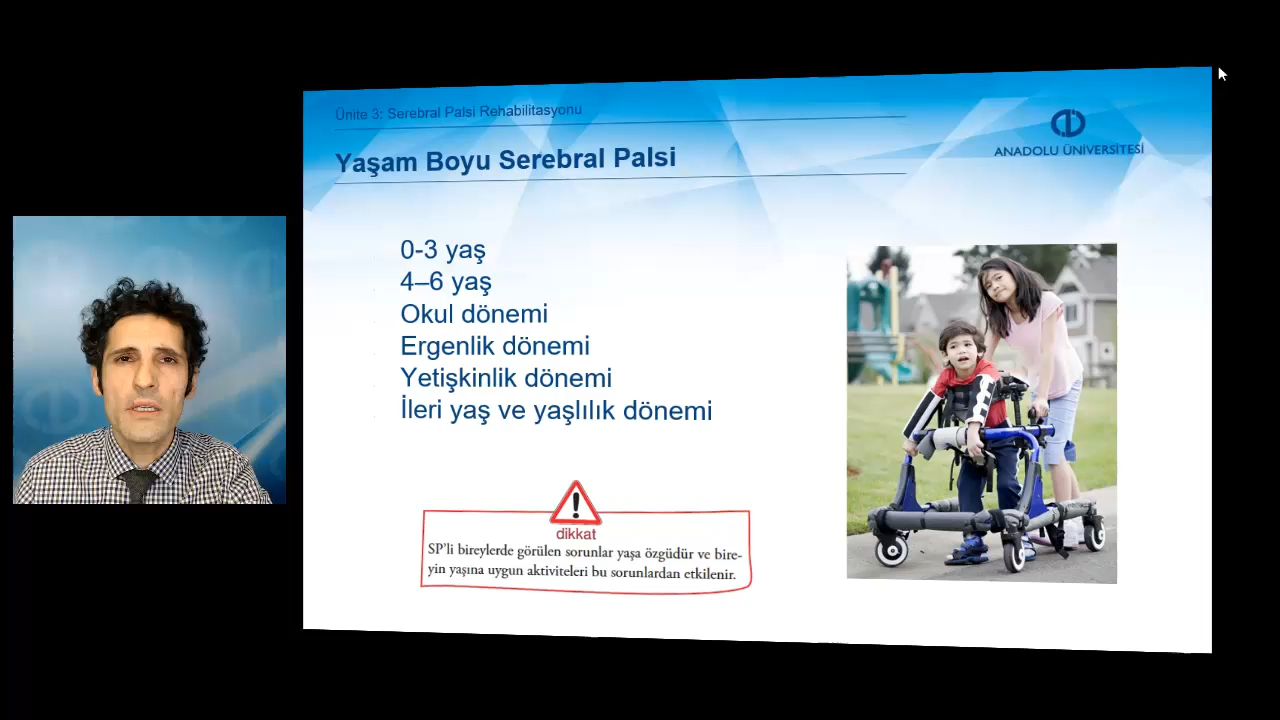 Ünite 3: Serebral Palsi Rehabilitasyonu
ANADOLU ÜNİVERSİTESİ
Yaşam Boyu Serebral Palsi
0-3 yaş
4–6 yaş
Okul dönemi
Ergenlik dönemi
Yetişkinlik dönemi
İleri yaş ve yaşlılık dönemi
dikkat
SP'li bireylerde görülen sorunlar yaşa özgüdür ve bire-
yin yaşına uygun aktiviteleri bu sorunlardan etkilenir.